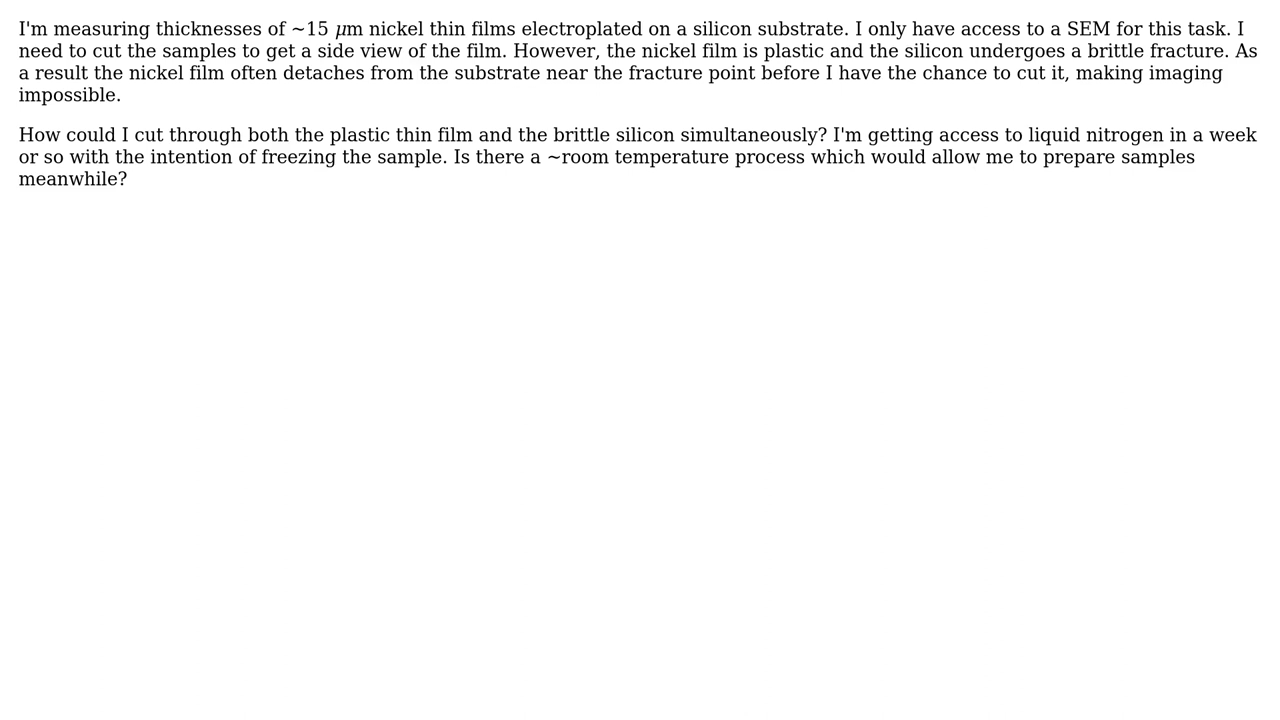 I'm measuring thicknesses of ~15 μm nickel thin films electroplated on a silicon substrate. I only have access to a SEM for this task. I
need to cut the samples to get a side view of the film. However, the nickel film is plastic and the silicon undergoes a brittle fracture. As
a result the nickel film often detaches from the substrate near the fracture point before I have the chance to cut it, making imaging
impossible.
How could I cut through both the plastic thin film and the brittle silicon simultaneously? I'm getting access to liquid nitrogen in a week
or so with the intention of freezing the sample. Is there a ~room temperature process which would allow me to prepare samples
meanwhile?